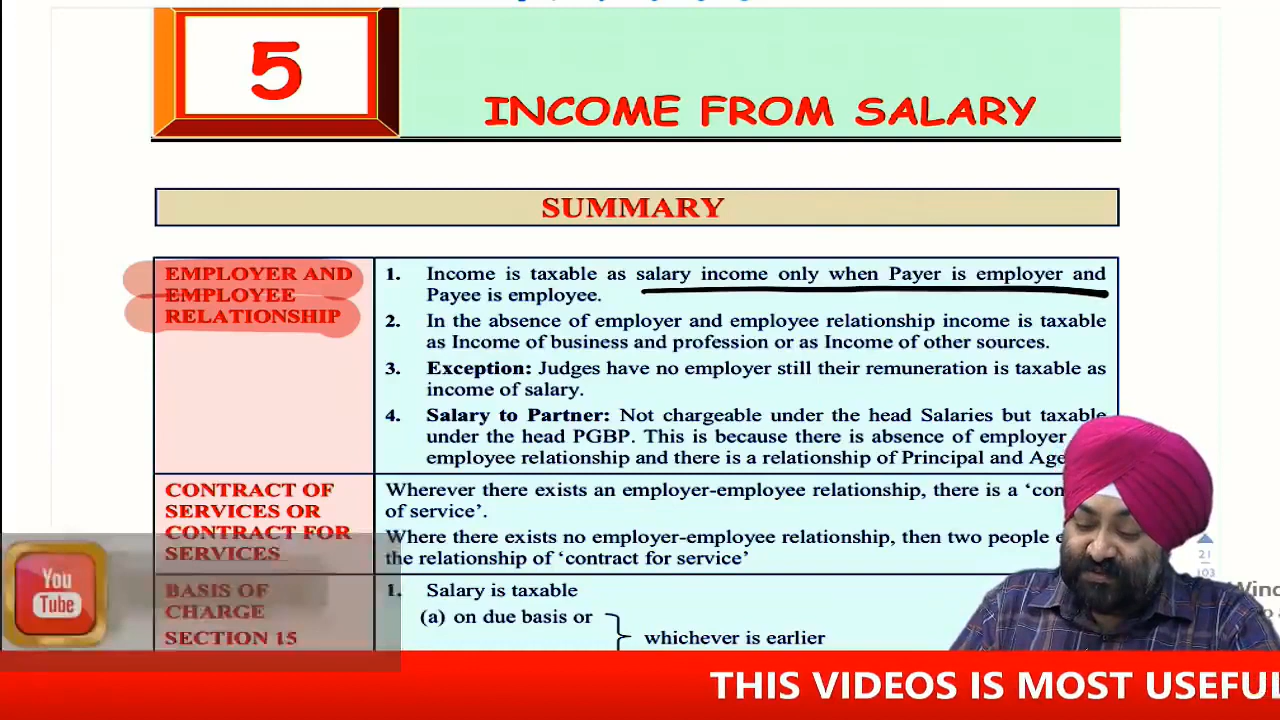 5
INCOME FROM SALARY
SUMMARY
EMPLOYER AND
EMPLOYEE
RELATIONSHIP
1. Income is taxable as salary income only when Payer is employer and
Payee is employee.
2. In the absence of employer and employee relationship income is taxable
as Income of business and profession or as Income of other sources.
3. Exception: Judges have no employer still their remuneration is taxable as
income of salary.
4. Salary to Partner: Not chargeable under the head Salaries but taxable
under the head PGBP. This is because there is absence of employer
employee relationship and there is a relationship of Principal and
CONTRACT OF
SERVICES OR
CONTRACT FOR
SERVICES
Wherever there exists an employer-employee relationship, there is a
of service’.
Where there exists no employer-employee relationship, then two people
the relationship of ‘contract for service’
BASIS OF
CHARGE
SECTION 15
1. Salary is taxable
(a) on due basis or
whichever is earlier
You
Tube
21
103
THIS VIDEOS IS MOST USEFUL